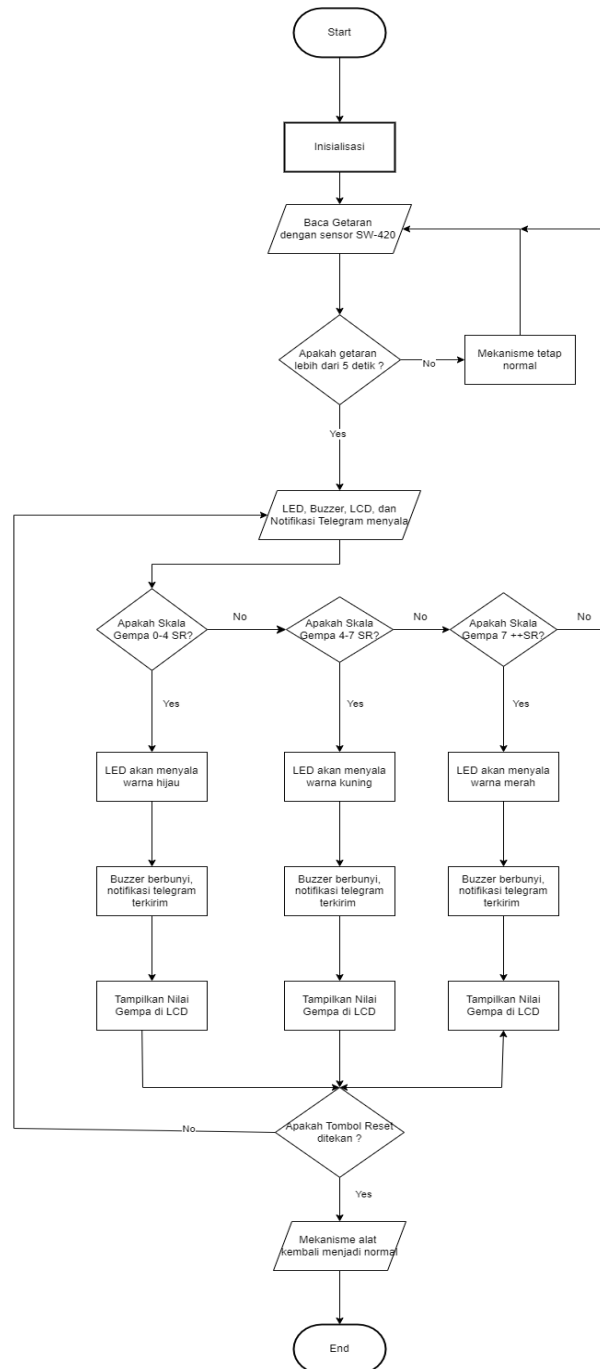 Start
Inisialisasi
Baca Getaran
dengan sensor SW-420
Apakah getaran
lebih dari 5 detik ?
No
Mekanisme tetap
normal
Yes
LED, Buzzer, LCD, dan
Notifikasi Telegram menyala
Apakah Skala
Gempa 0-4 SR?
No
Apakah Skala
Gempa 4-7 SR?
No
Apakah Skala
Gempa 7 ++SR?
No
Yes
Yes
Yes
LED akan menyala
warna hijau
LED akan menyala
warna kuning
LED akan menyala
warna merah
Buzzer berbunyi,
notifikasi telegram
terkirim
Buzzer berbunyi,
notifikasi telegram
terkirim
Buzzer berbunyi,
notifikasi telegram
terkirim
Tampilkan Nilai
Gempa di LCD
Tampilkan Nilai
Gempa di LCD
Tampilkan Nilai
Gempa di LCD
Apakah Tombol Reset
ditekan ?
No
Yes
Mekanisme alat
kembali menjadi normal
End